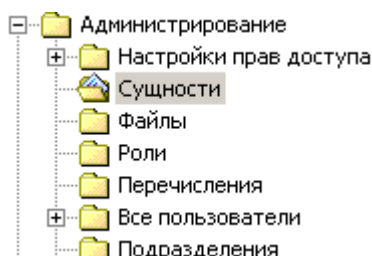 Администрирование
Настройки прав доступа
Сущности
Файлы
Роли
Перечисления
Все пользователи
Подразделения